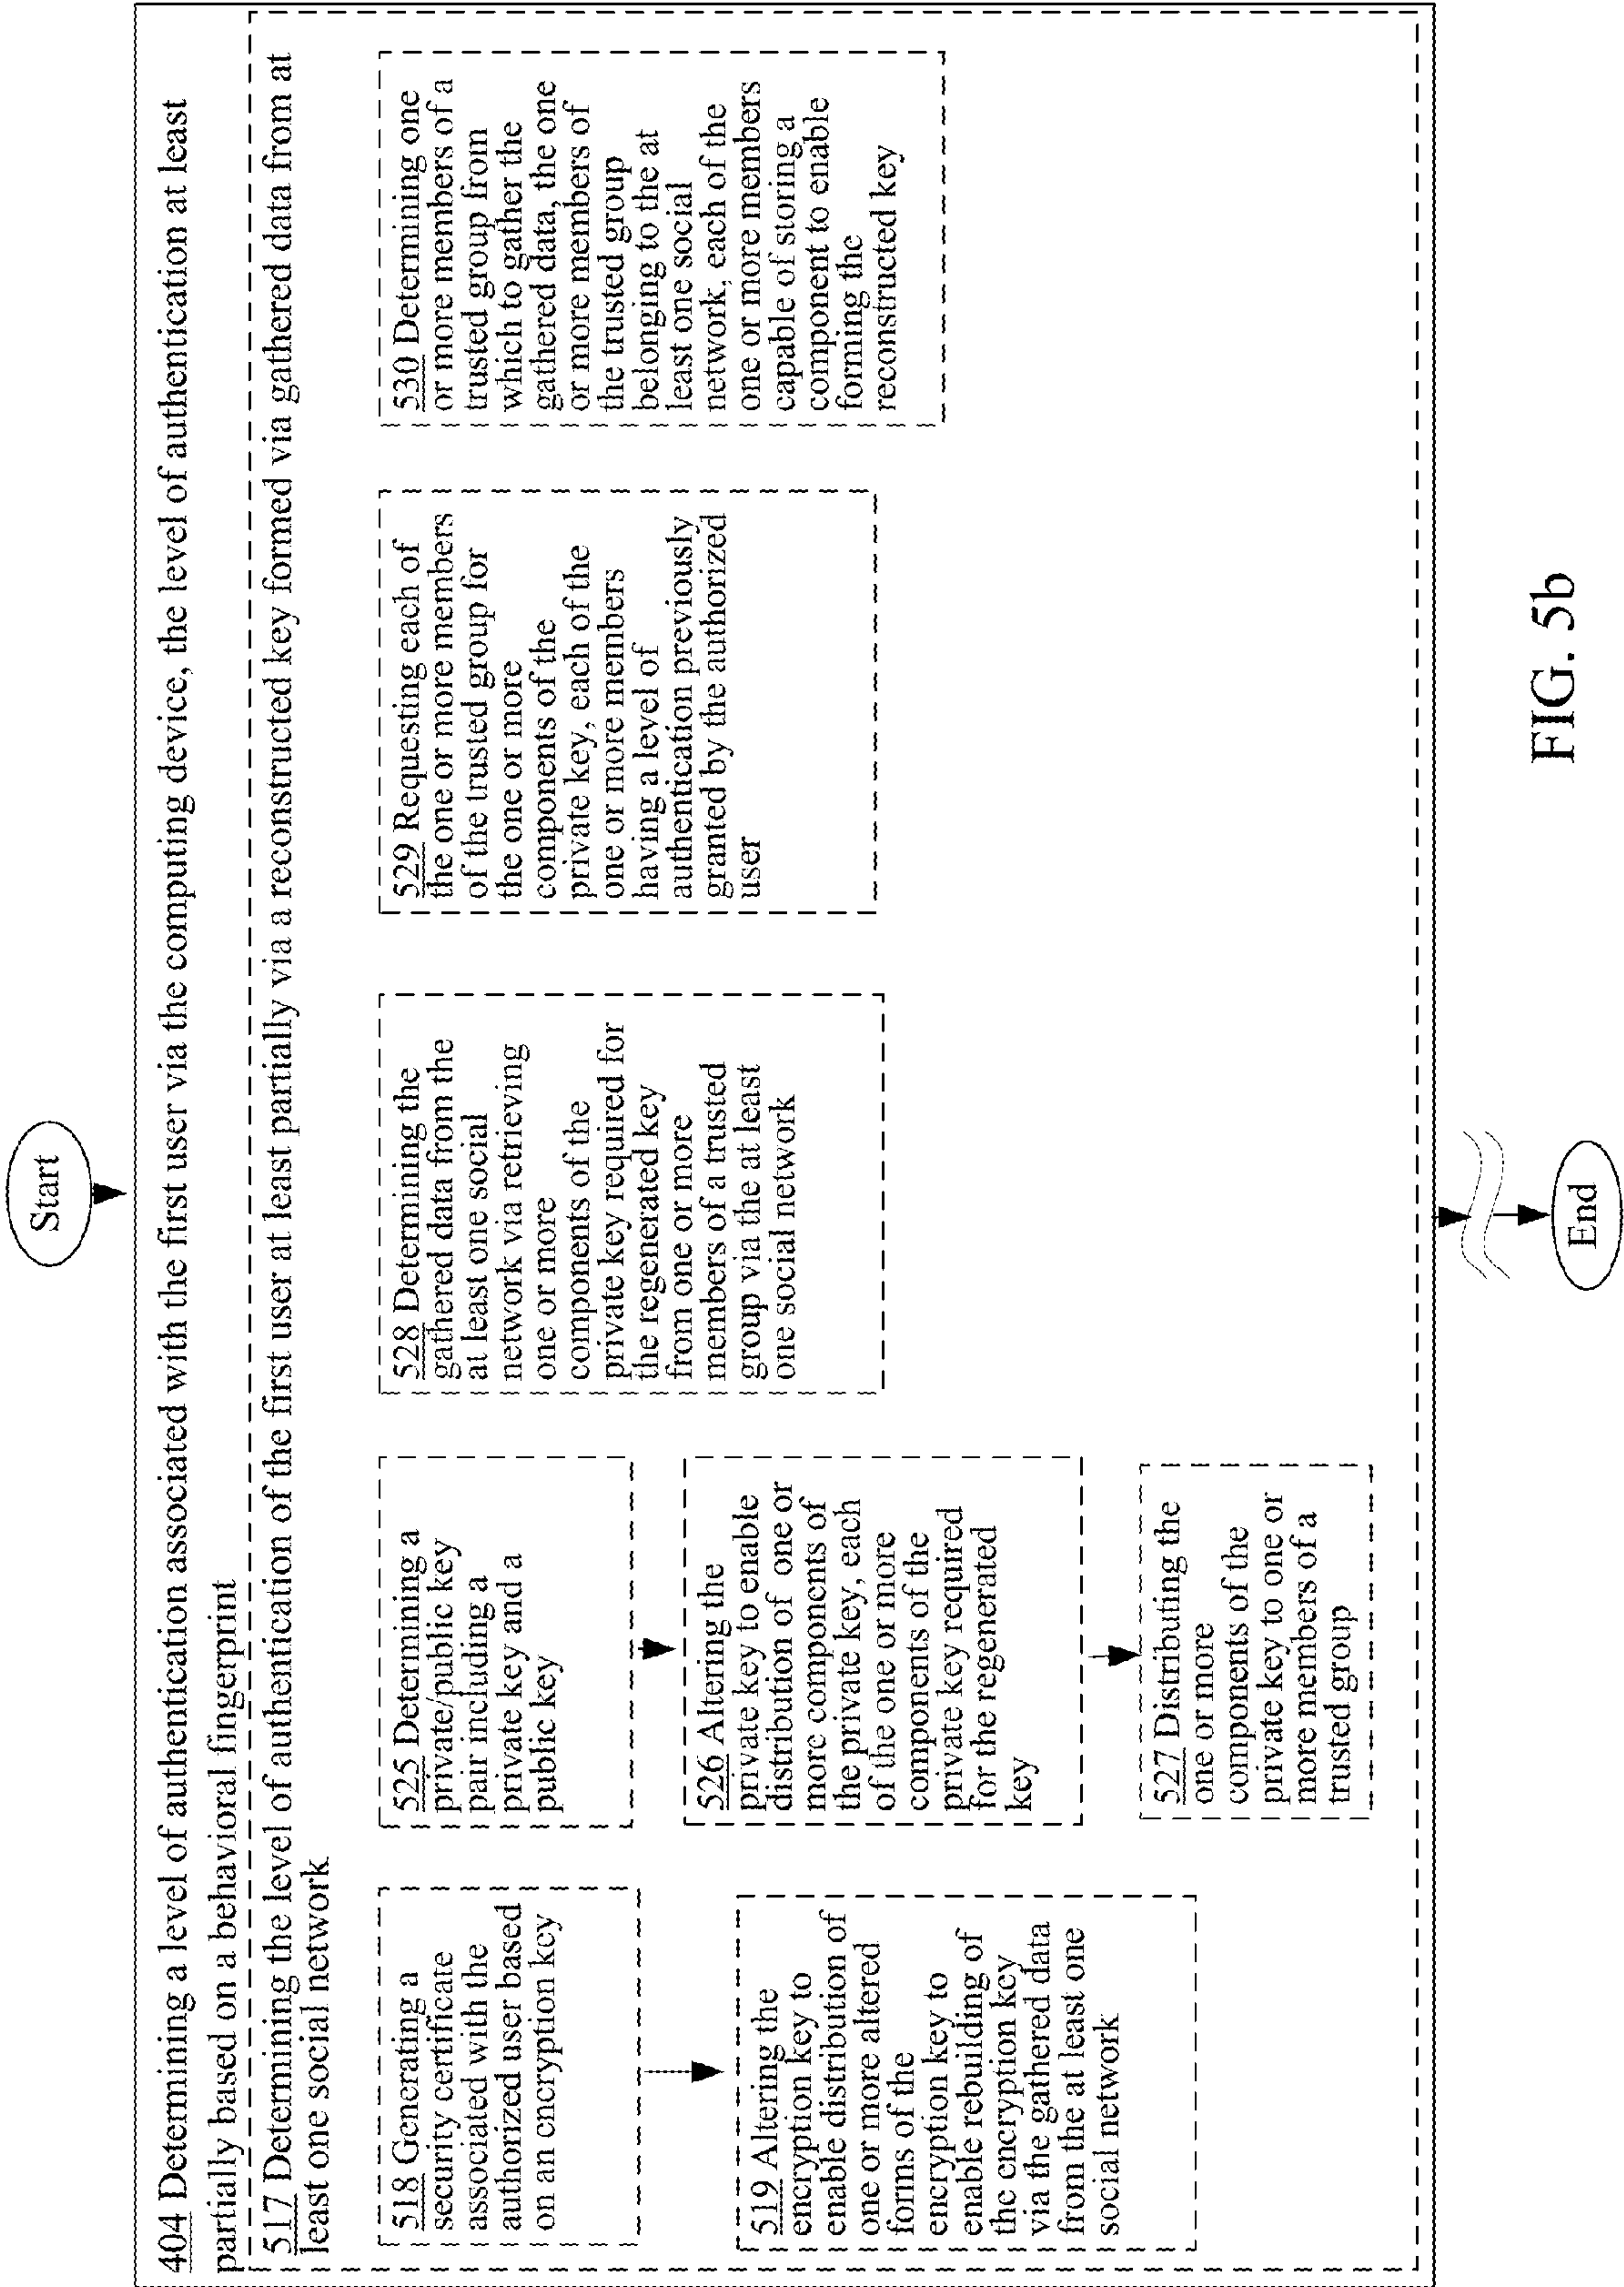 Start
404 Determining a level of authentication associated with the first user via the computing device, the level of authentication at least
partially based on a behavioral fingerprint
517 Determining the level of authentication of the first user at least partially via a reconstructed key formed via gathered data from at
least one social network
518 Generating a
security certificate
associated with the
authorized user based
on an encryption key
519 Altering the
encryption key to
enable distribution of
one or more altered
forms of the
encryption key to
enable rebuilding of
the encryption key
via the gathered data
from the at least one
social network
525 Determining a
private/public key
pair including a
private key and a
public key
526 Altering the
private key to enable
distribution of one or
more components of
the private key, each
of the one or more
components of the
private key required
for the regenerated
key
527 Distributing the
one or more
components of the
private key to one or
more members of a
trusted group
528 Determining the
gathered data from the
at least one social
network via retrieving
one or more
components of the
private key required for
the regenerated key
from one or more
members of a trusted
group via the at least
one social network
529 Requesting each of
the one or more members
of the trusted group for
the one or more
components of the
private key, each of the
one or more members
having a level of
authentication previously
granted by the authorized
user
530 Determining one
or more members of a
trusted group from
which to gather the
gathered data, the one
or more members of
the trusted group
belonging to the at
least one social
network, each of the
one or more members
capable of storing a
component to enable
forming the
reconstructed key
End
FIG. 5b